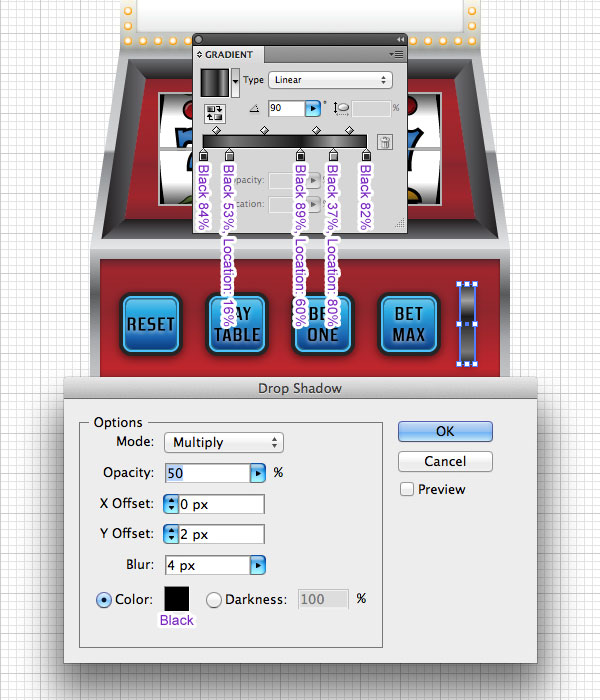 GRADIENT
Type Linear
90 °
%
Opacity: %
Location: %
Black 84%
Black 53%, Location: 16%
Black 89%, Location: 60%
Black 37%, Location: 80%
Black 82%
RESET
TABLE
ONE
BET
MAX
Drop Shadow
Options
Mode: Multiply
OK
Opacity: 50 %
Cancel
X Offset: 0 px
Preview
Y Offset: 2 px
Blur: 4 px
Color: Darkness: 100 %
Black